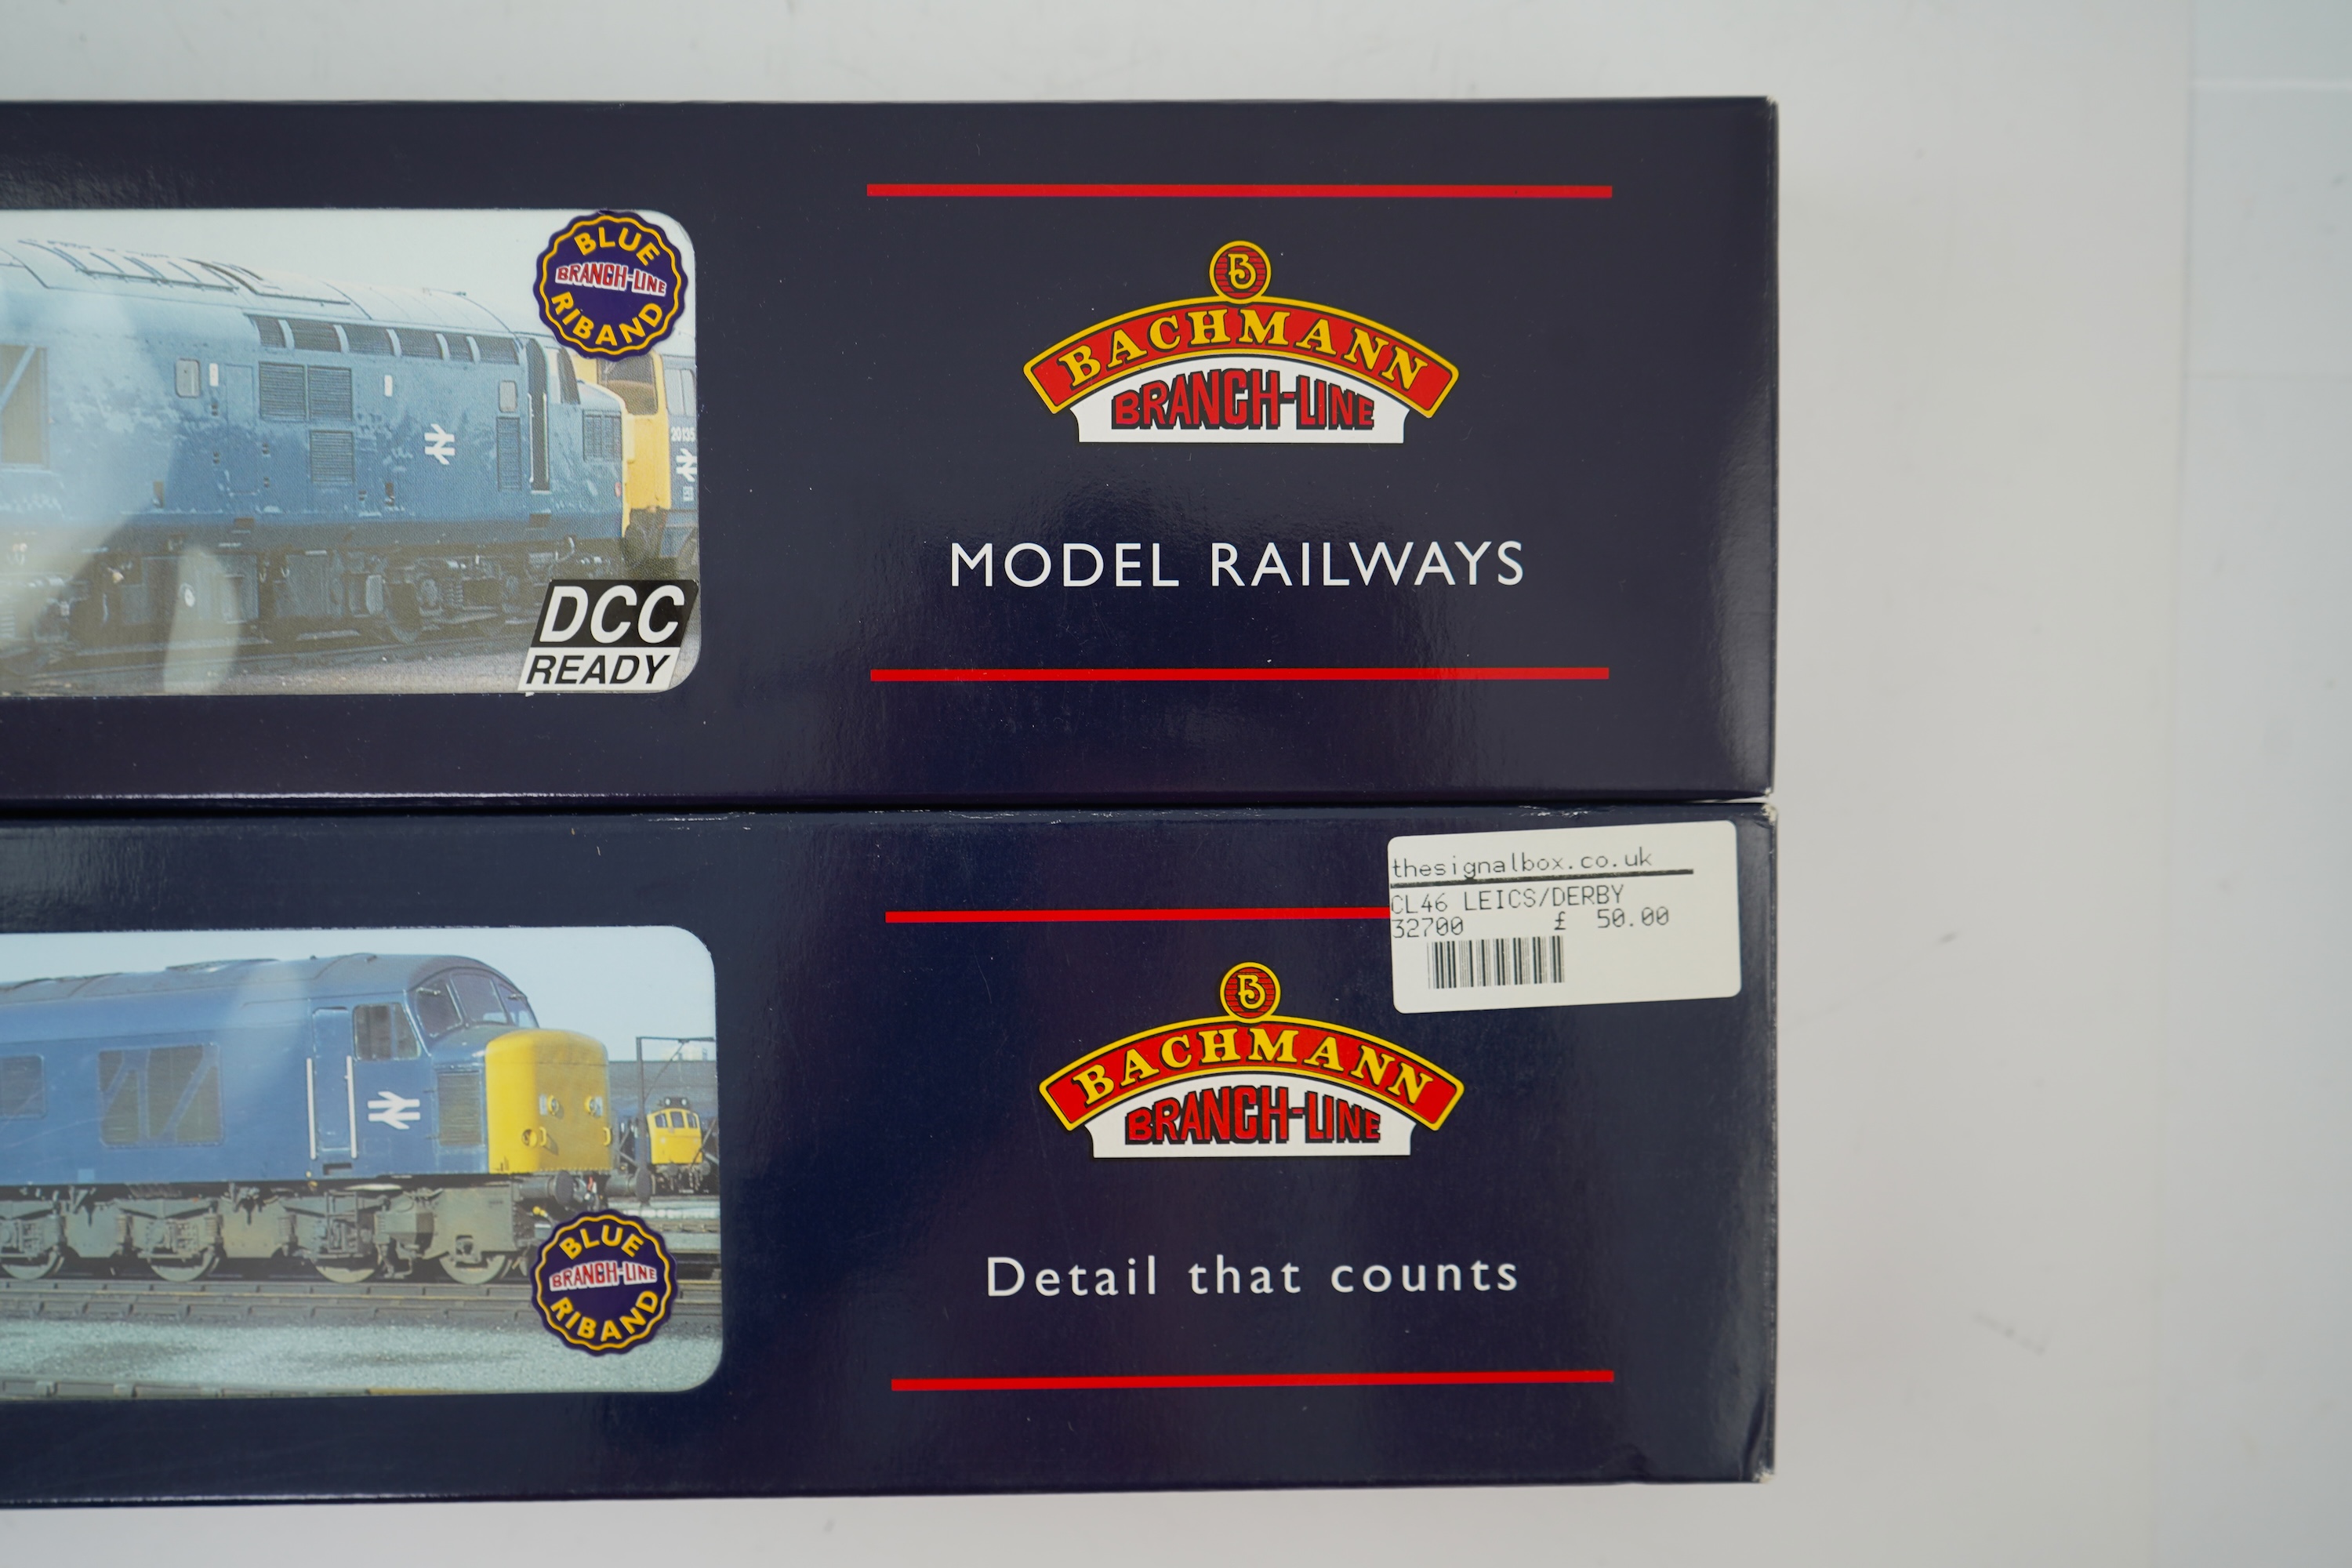 BLUE
BRANCH-LINE
RIBAND
20135
DCC
READY
B
BACHMANN
BRANCH-LINE
MODEL RAILWAYS
thesignalbox.co.uk
CL46 LEICS/DERBY
32700 £ 50.00
B
BACHMANN
BRANCH-LINE
Detail that counts
BLUE
BRANCH-LINE
RIBAND